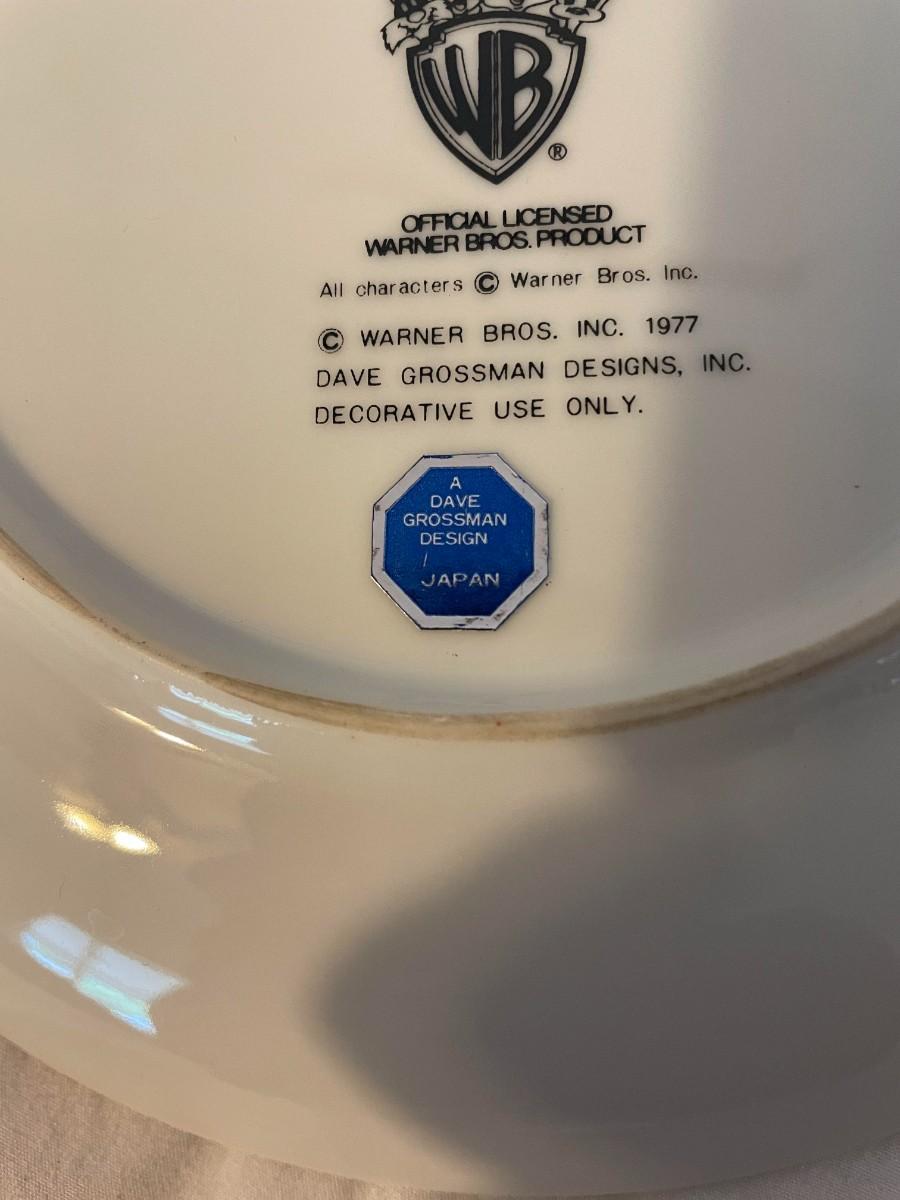 WB
®
OFFICIAL LICENSED
WARNER BROS. PRODUCT
All characters © Warner Bros. Inc.
© WARNER BROS. INC. 1977
DAVE GROSSMAN DESIGNS, INC.
DECORATIVE USE ONLY.
A
DAVE
GROSSMAN
DESIGN
JAPAN